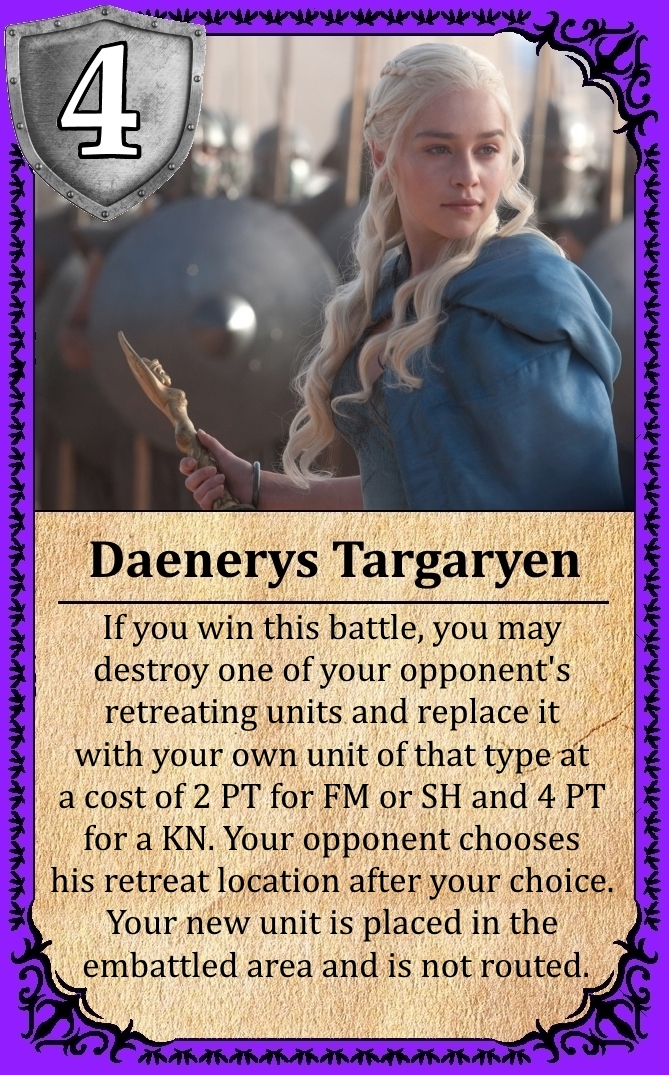 4
Daenerys Targaryen
If you win this battle, you may
destroy one of your opponent's
retreating units and replace it
with your own unit of that type at
a cost of 2 PT for FM or SH and 4 PT
for a KN. Your opponent chooses
his retreat location after your choice.
Your new unit is placed in the
embattled area and is not routed.